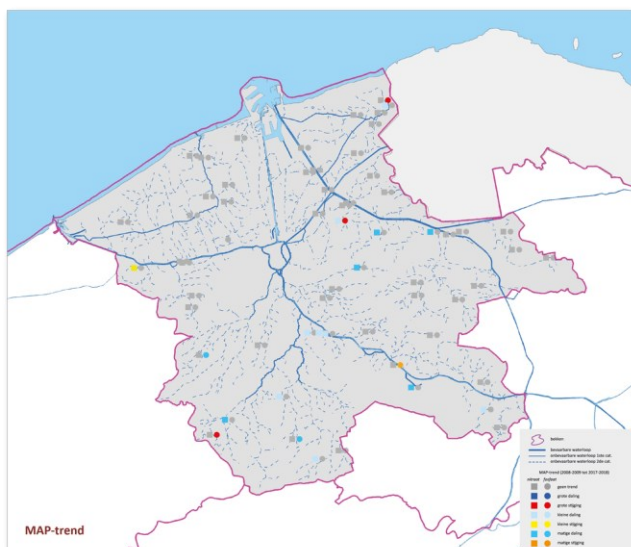 MAP-trend
bekken
bevaarbare waterloop
onbevaarbare waterloop 1ste cat.
onbevaarbare waterloop 2de cat.
MAP-trend (2008-2009 tot 2017-2018)
nitraat fosfaat
geen trend
grote daling
grote stijging
kleine daling
kleine stijging
matige daling
matige stijging